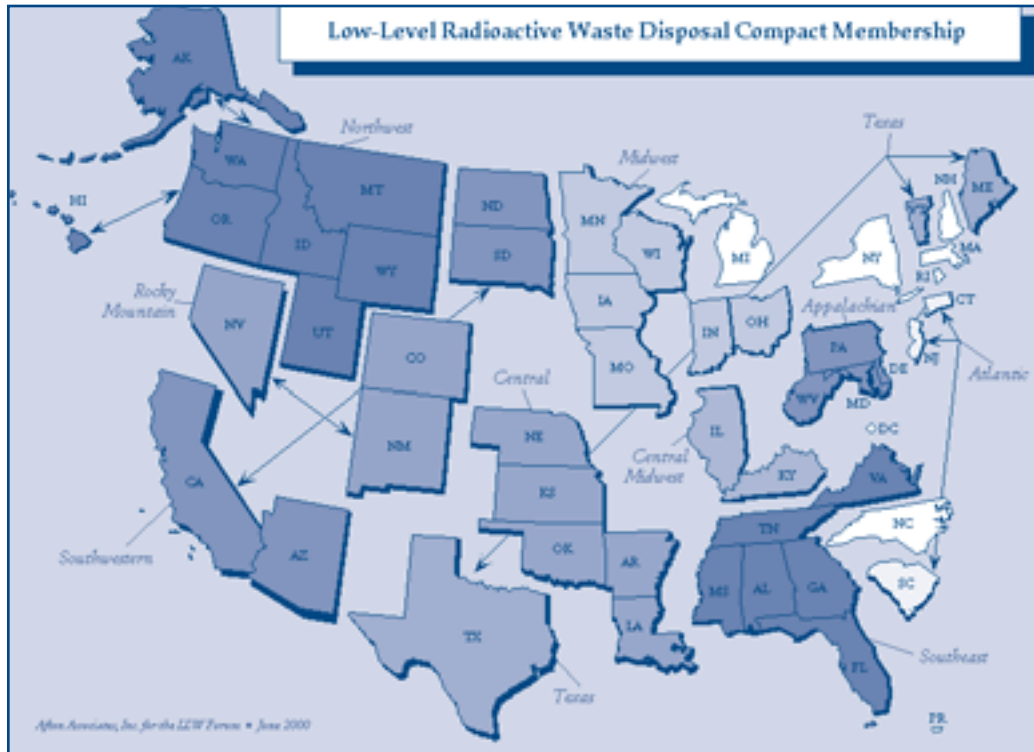 Low-Level Radioactive Waste Disposal Compact Membership
AK
Northwest
Texas
WA
Midwest
NH
HI
MT
ND
MN
ME
OR
ID
SD
WI
MI
NY
MA
WY
RI
Rocky
Mountain
IA
Appalachian
CT
NV
UT
IN
OH
CO
MO
PA
NJ
DE
Atlantic
Central
WV
MD
NM
NE
IL
DC
Central
Midwest
CA
KS
KY
VA
AZ
TN
NC
Southwestern
OK
AR
SC
MS
AL
GA
TX
LA
Southeast
FL
Texas
Afton Associates, Inc. for the LLW Forum • June 2000
PR